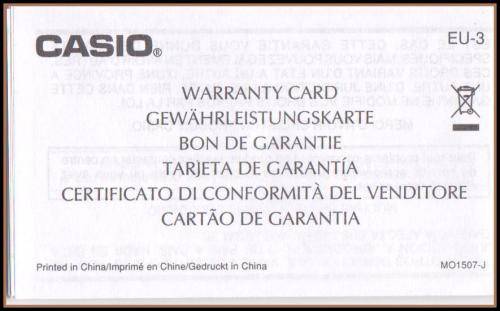 CASIO®
EU-3
WARRANTY CARD
GEWÄHRLEISTUNGSKARTE
BON DE GARANTIE
TARJETA DE GARANTÍA
CERTIFICATO DI CONFORMITÀ DEL VENDITORE
CARTÃO DE GARANTIA
Printed in China/Imprimé en Chine/Gedruckt in China
MO1507-J